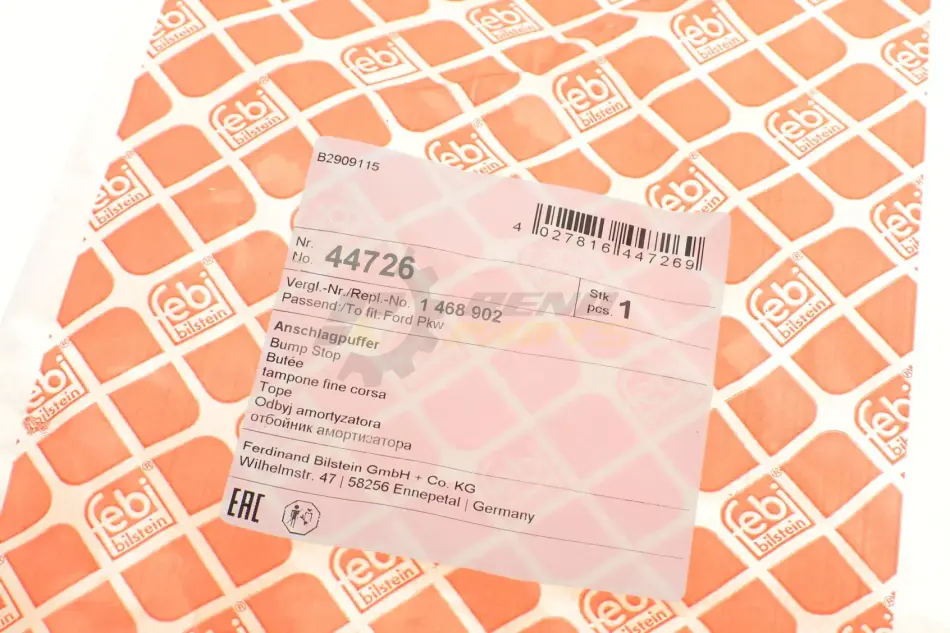 febi
bilstein
B2909115
4 027816 447269
Nr.
No. 44726
Vergl.-Nr./Repl.-No. 1 468 902
Passend:/To fit: Ford Pkw
Stk.
pcs. 1
Anschlagpuffer
Bump Stop
Butée
tampone fine corsa
Tope
Odbyj amortyzatora
отбойник амортизатора
Ferdinand Bilstein GmbH + Co. KG
Wilhelmstr. 47 | 58256 Ennepetal | Germany
EAC